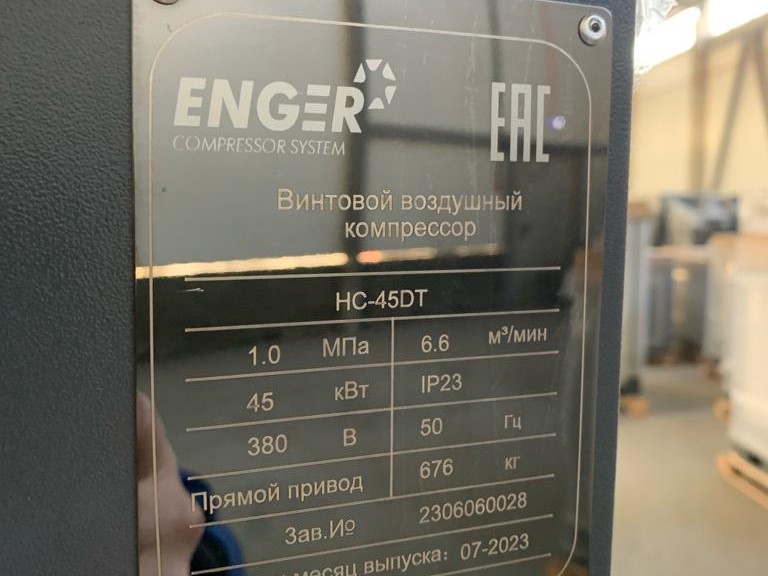 ENGER
COMPRESSOR SYSTEM
EAC
Винтовой воздушный
компрессор
HC-45DT
1.0 МПа 6.6 м³/мин
45 кВт IP23
380 В 50 Гц
Прямой привод 676 кг
Зав.И№ 2306060028
месяц выпуска: 07-2023